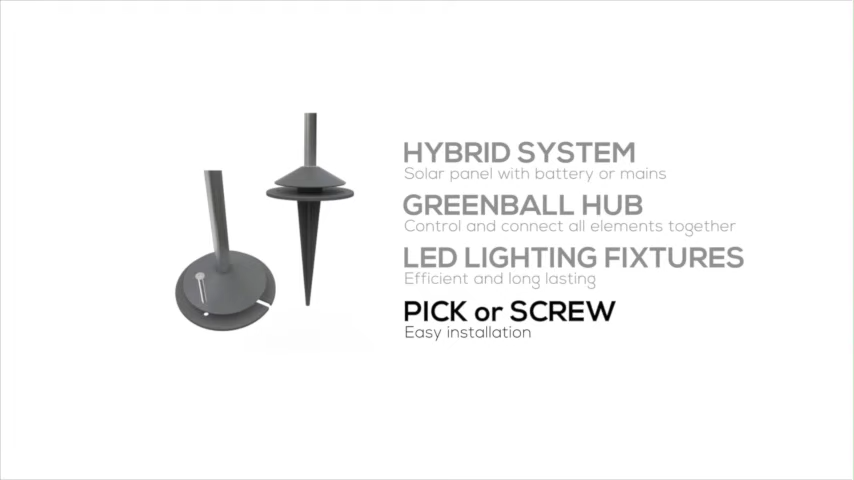 HYBRID SYSTEM
Solar panel with battery or mains
GREENBALL HUB
Control and connect all elements together
LED LIGHTING FIXTURES
Efficient and long lasting
PICK or SCREW
Easy installation